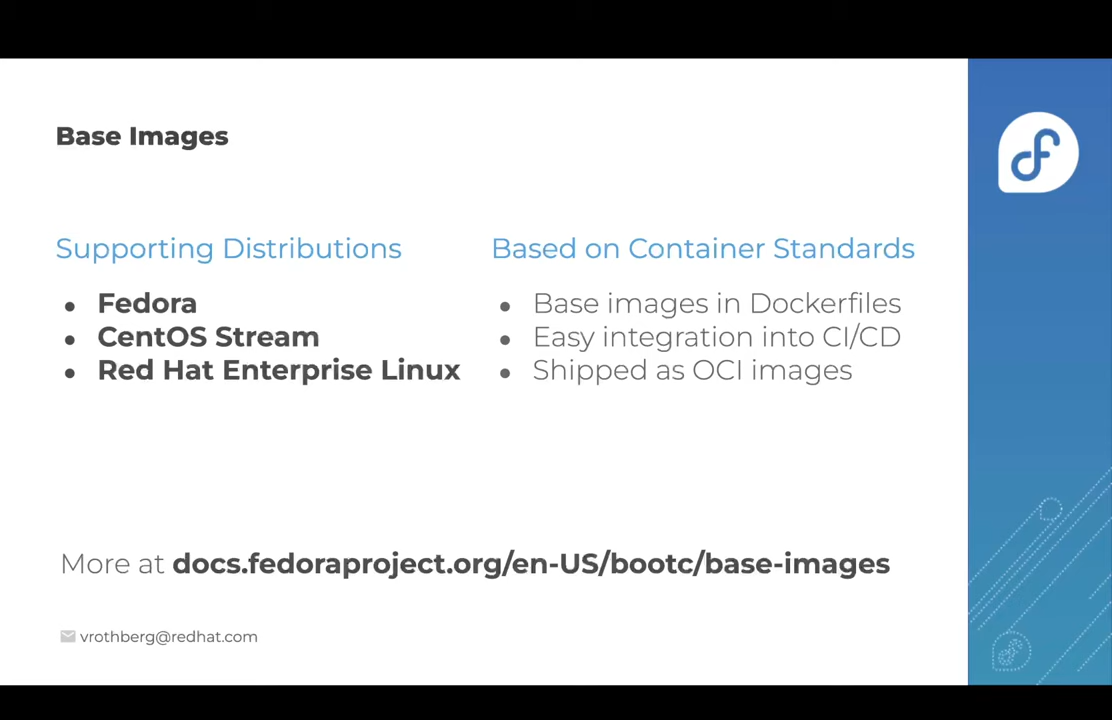 Base Images
Supporting Distributions
● Fedora
● CentOS Stream
● Red Hat Enterprise Linux
Based on Container Standards
● Base images in Dockerfiles
● Easy integration into CI/CD
● Shipped as OCI images
More at docs.fedoraproject.org/en-US/bootc/base-images
vrothberg@redhat.com